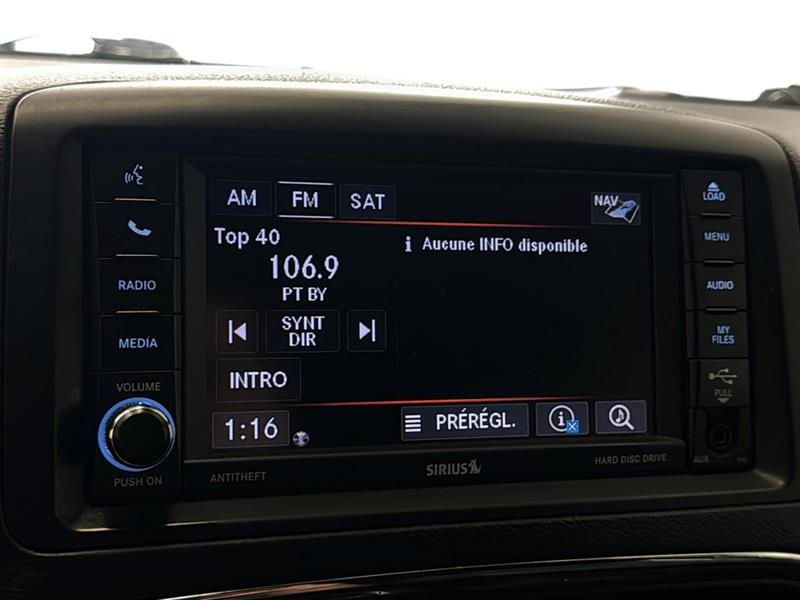 AM FM SAT
NAV
Top 40
106.9
PT BY
SYNT
DIR
INTRO
1:16
i Aucune INFO disponible
PRÉRÉGL.
RADIO
MEDIA
VOLUME
PUSH ON
ANTITHEFT
SIRIUS
HARD DISC DRIVE
LOAD
MENU
AUDIO
MY
FILES
PULL
AUX